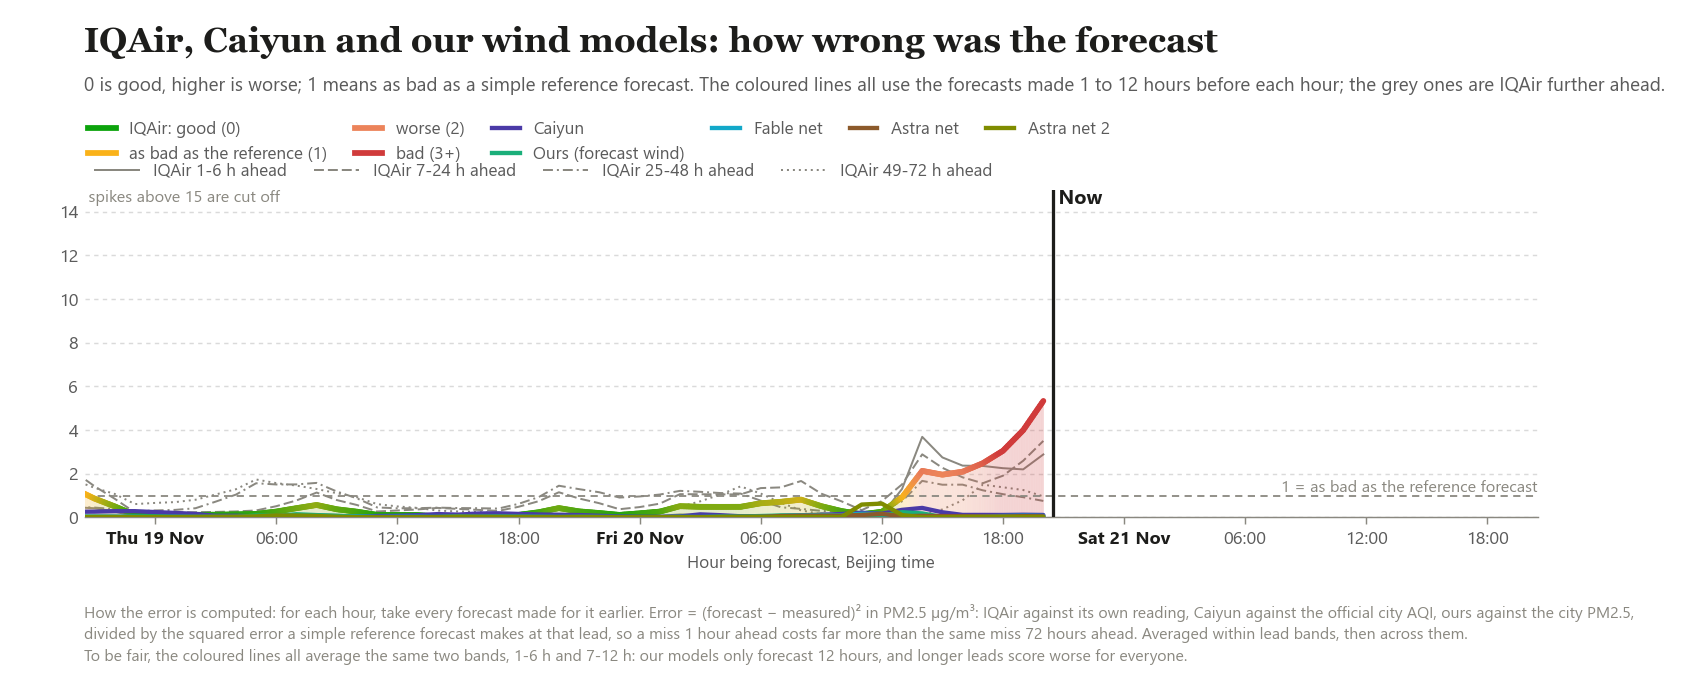 IQAir, Caiyun and our wind models: how wrong was the forecast
0 is good, higher is worse; 1 means as bad as a simple reference forecast. The coloured lines all use the forecasts made 1 to 12 hours before each hour; the grey ones are IQAir further ahead.
IQAir: good (0) worse (2) Caiyun Fable net Astra net Astra net 2
as bad as the reference (1) bad (3+) Ours (forecast wind)
IQAir 1-6 h ahead IQAir 7-24 h ahead IQAir 25-48 h ahead IQAir 49-72 h ahead
spikes above 15 are cut off
Now
14
12
10
8
6
4
2
0
1 = as bad as the reference forecast
Thu 19 Nov 06:00 12:00 18:00 Fri 20 Nov 06:00 12:00 18:00 Sat 21 Nov 06:00 12:00 18:00
Hour being forecast, Beijing time
How the error is computed: for each hour, take every forecast made for it earlier. Error = (forecast − measured)² in PM2.5 µg/m³: IQAir against its own reading, Caiyun against the official city AQI, ours against the city PM2.5,
divided by the squared error a simple reference forecast makes at that lead, so a miss 1 hour ahead costs far more than the same miss 72 hours ahead. Averaged within lead bands, then across them.
To be fair, the coloured lines all average the same two bands, 1-6 h and 7-12 h: our models only forecast 12 hours, and longer leads score worse for everyone.